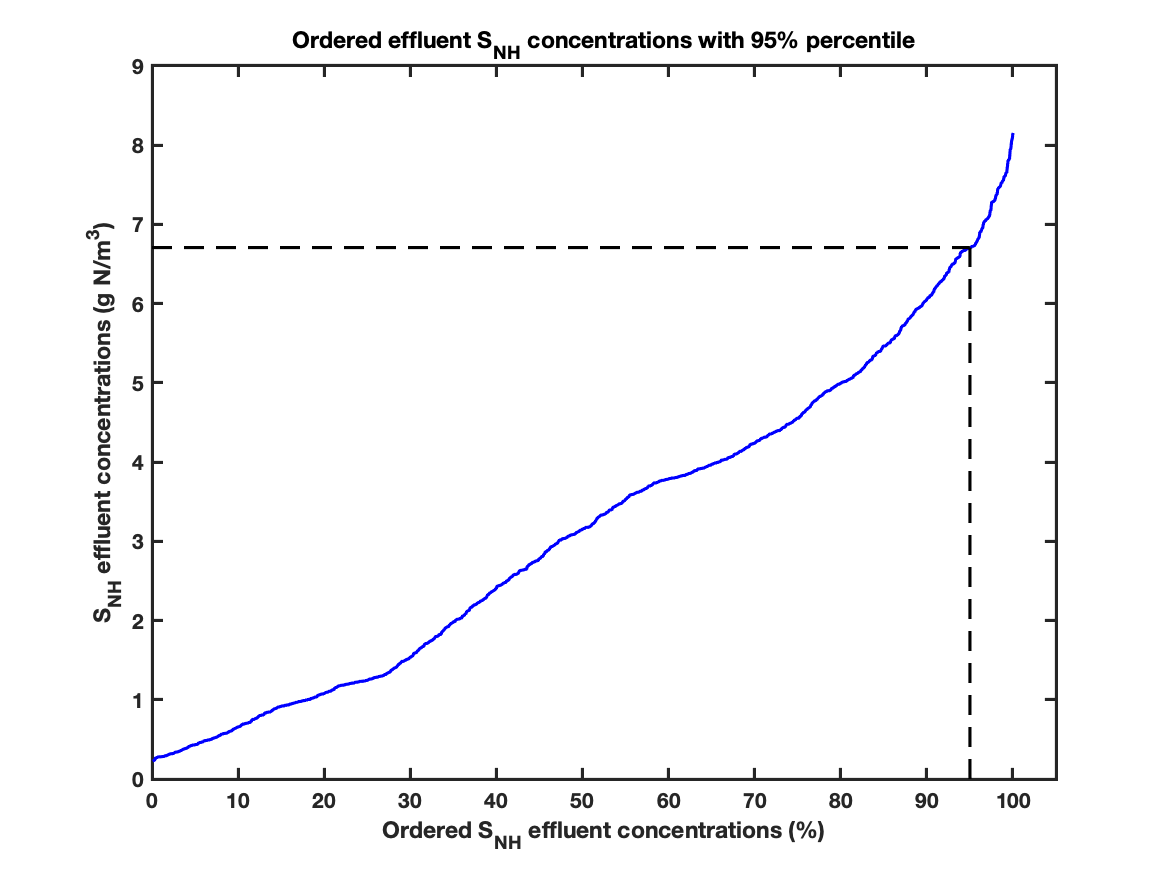 Ordered effluent S_NH concentrations with 95% percentile
9
8
7
6
5
4
3
2
1
0
S_NH effluent concentrations (g N/m³)
0 10 20 30 40 50 60 70 80 90 100
Ordered S_NH effluent concentrations (%)